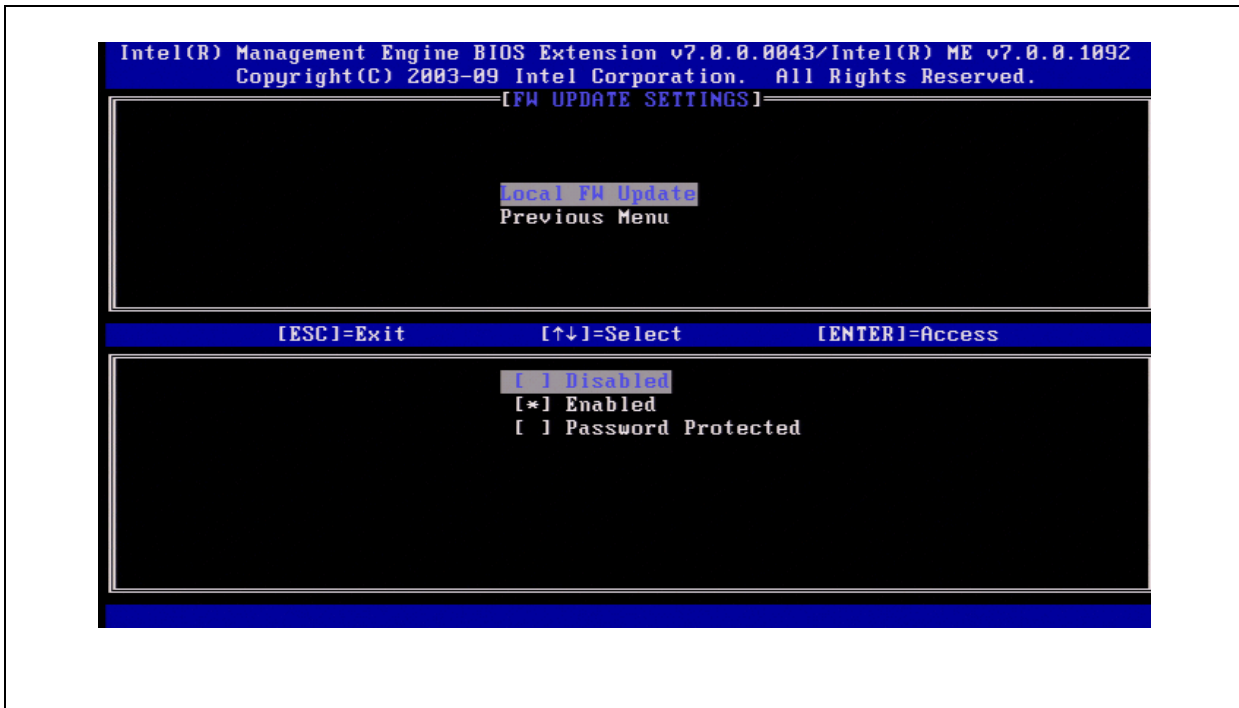 Intel(R) Management Engine BIOS Extension v7.0.0.0043/Intel(R) ME v7.0.0.1092
Copyright(C) 2003-09 Intel Corporation. All Rights Reserved.
[FW UPDATE SETTINGS]
Local FW Update
Previous Menu
[ESC]=Exit [↑↓]=Select [ENTER]=Access
[ ] Disabled
[*] Enabled
[ ] Password Protected